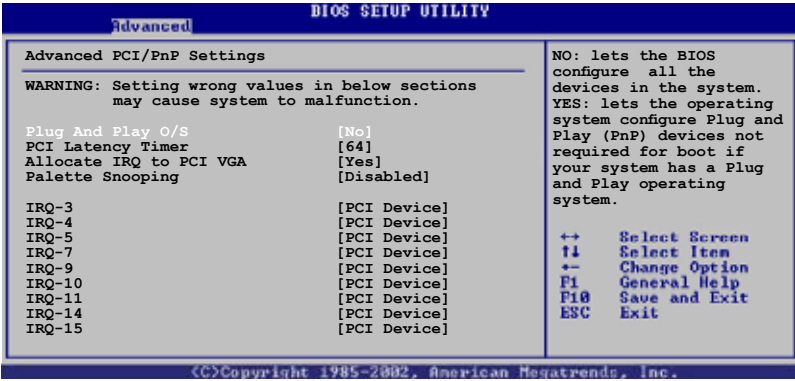 BIOS SETUP UTILITY
Advanced
Advanced PCI/PnP Settings
WARNING: Setting wrong values in below sections
may cause system to malfunction.
Plug And Play O/S [No]
PCI Latency Timer [64]
Allocate IRQ to PCI VGA [Yes]
Palette Snooping [Disabled]
IRQ-3 [PCI Device]
IRQ-4 [PCI Device]
IRQ-5 [PCI Device]
IRQ-7 [PCI Device]
IRQ-9 [PCI Device]
IRQ-10 [PCI Device]
IRQ-11 [PCI Device]
IRQ-14 [PCI Device]
IRQ-15 [PCI Device]
NO: lets the BIOS
configure all the
devices in the system.
YES: lets the operating
system configure Plug and
Play (PnP) devices not
required for boot if
your system has a Plug
and Play operating
system.
←→ Select Screen
↑↓ Select Item
+- Change Option
F1 General Help
F10 Save and Exit
ESC Exit
(C)Copyright 1985-2002, American Megatrends, Inc.